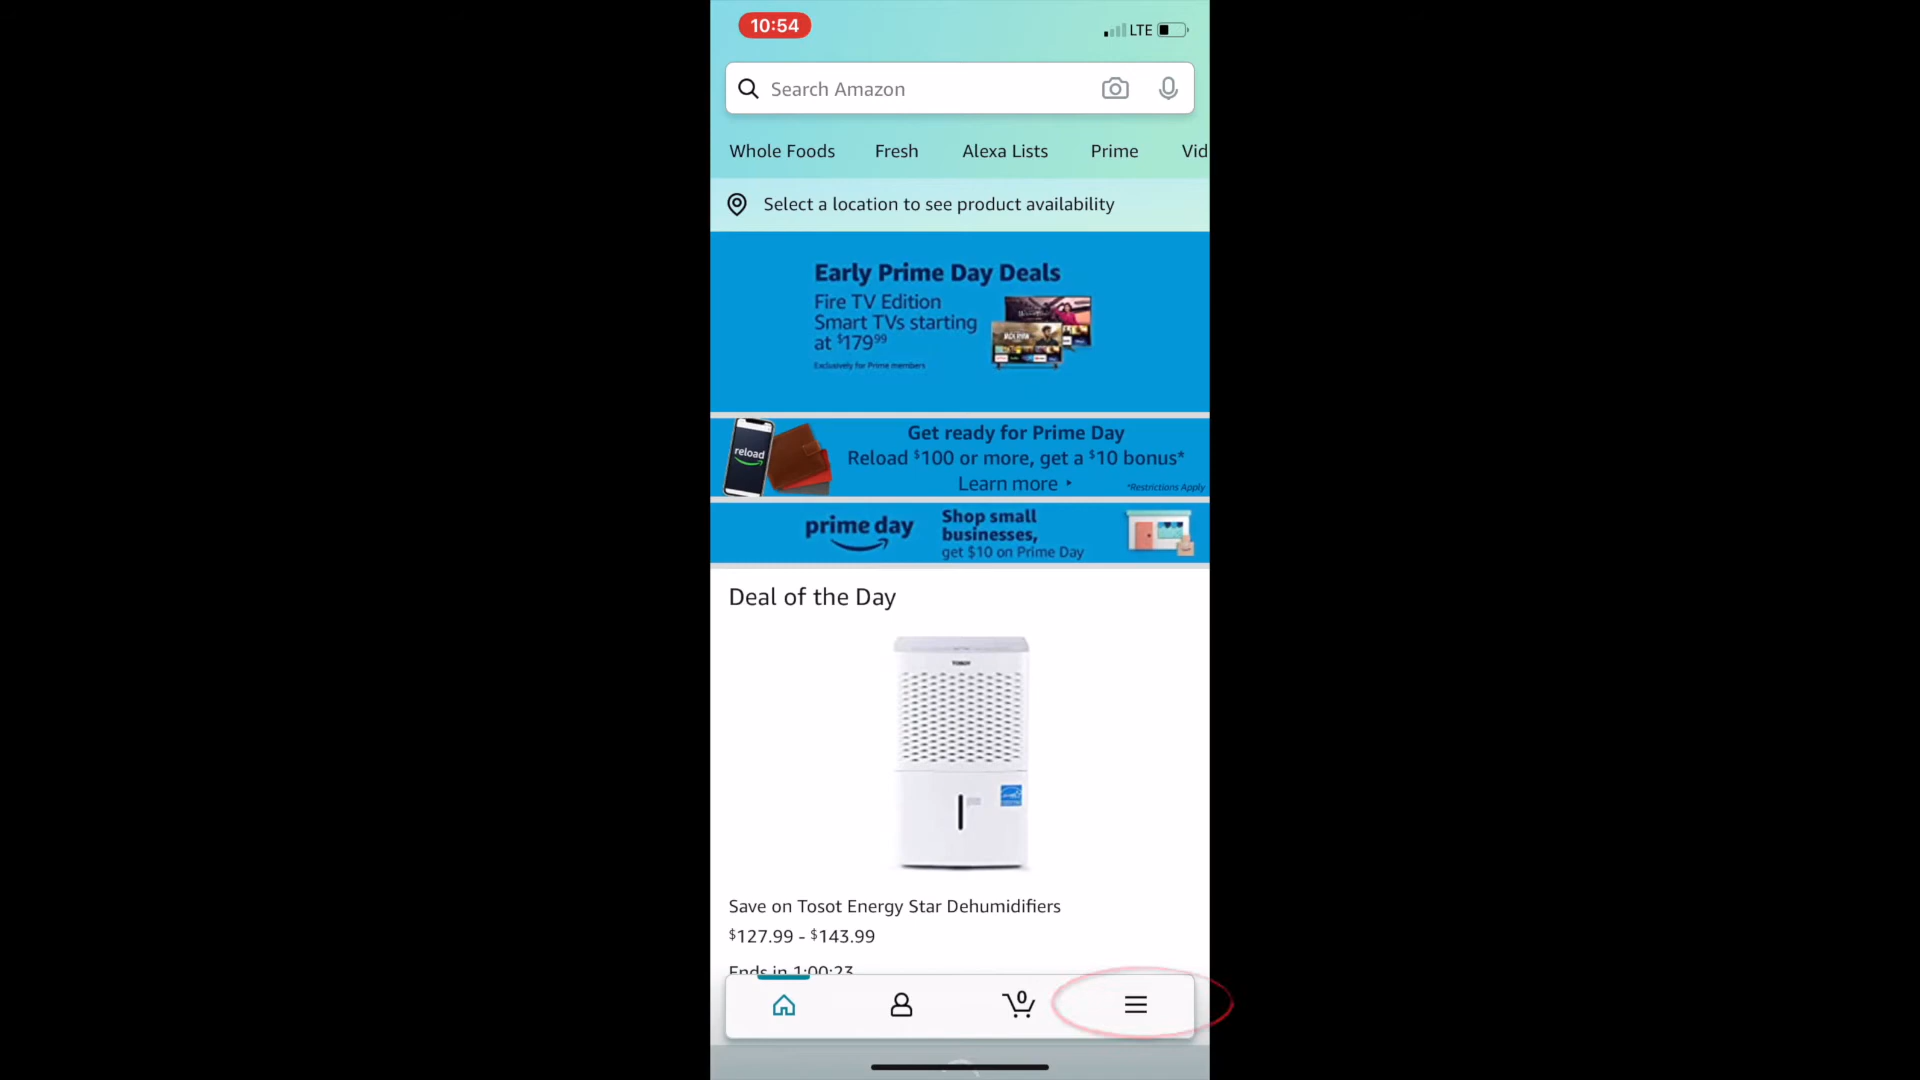 10:54
LTE
Search Amazon
Whole Foods Fresh Alexa Lists Prime Vid
Select a location to see product availability
Early Prime Day Deals
Fire TV Edition
Smart TVs starting
at $17999
Exclusively for Prime members
reload
Get ready for Prime Day
Reload $100 or more, get a $10 bonus*
Learn more
*Restrictions Apply
prime day
Shop small
businesses,
get $10 on Prime Day
Deal of the Day
TOSOT
Save on Tosot Energy Star Dehumidifiers
$127.99 - $143.99
Ends in 1:00:23
0